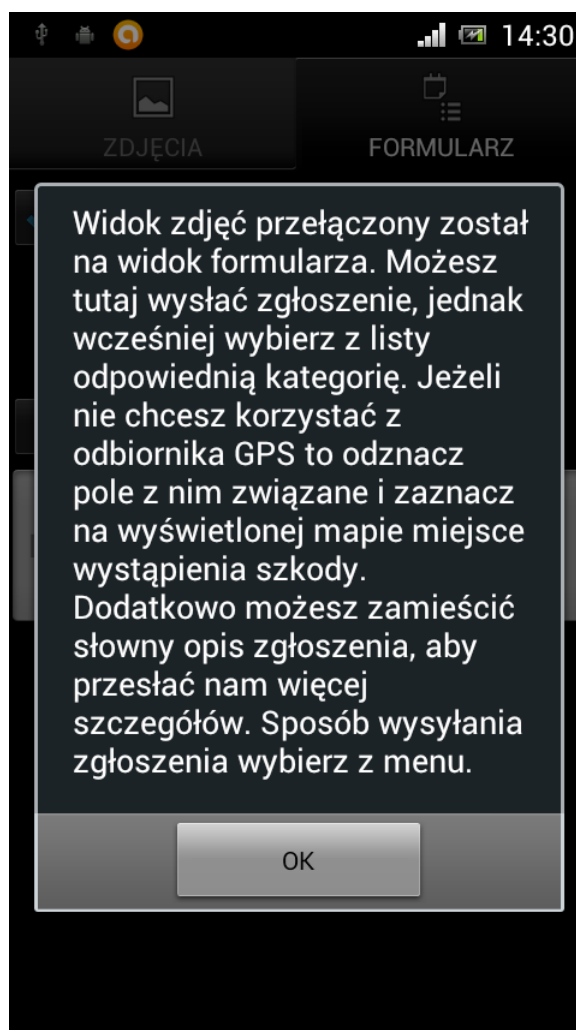 14:30
ZDJĘCIA
FORMULARZ
Widok zdjęć przełączony został
na widok formularza. Możesz
tutaj wysłać zgłoszenie, jednak
wcześniej wybierz z listy
odpowiednią kategorię. Jeżeli
nie chcesz korzystać z
odbiornika GPS to odznacz
pole z nim związane i zaznacz
na wyświetlonej mapie miejsce
wystąpienia szkody.
Dodatkowo możesz zamieścić
słowny opis zgłoszenia, aby
przesłać nam więcej
szczegółów. Sposób wysyłania
zgłoszenia wybierz z menu.
OK